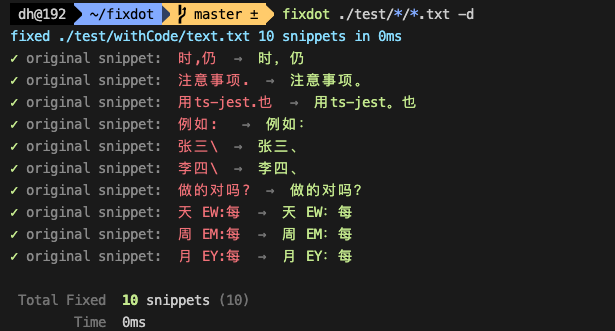 dh@192 ~/fixdot master ± fixdot ./test/*/*.txt -d
fixed ./test/withCode/text.txt 10 snippets in 0ms
✓ original snippet: 时,仍 → 时，仍
✓ original snippet: 注意事项. → 注意事项。
✓ original snippet: 用ts-jest.也 → 用ts-jest。也
✓ original snippet: 例如: → 例如：
✓ original snippet: 张三\ → 张三、
✓ original snippet: 李四\ → 李四、
✓ original snippet: 做的对吗? → 做的对吗？
✓ original snippet: 天 EW:每 → 天 EW：每
✓ original snippet: 周 EM:每 → 周 EM：每
✓ original snippet: 月 EY:每 → 月 EY：每
Total Fixed 10 snippets (10)
Time 0ms